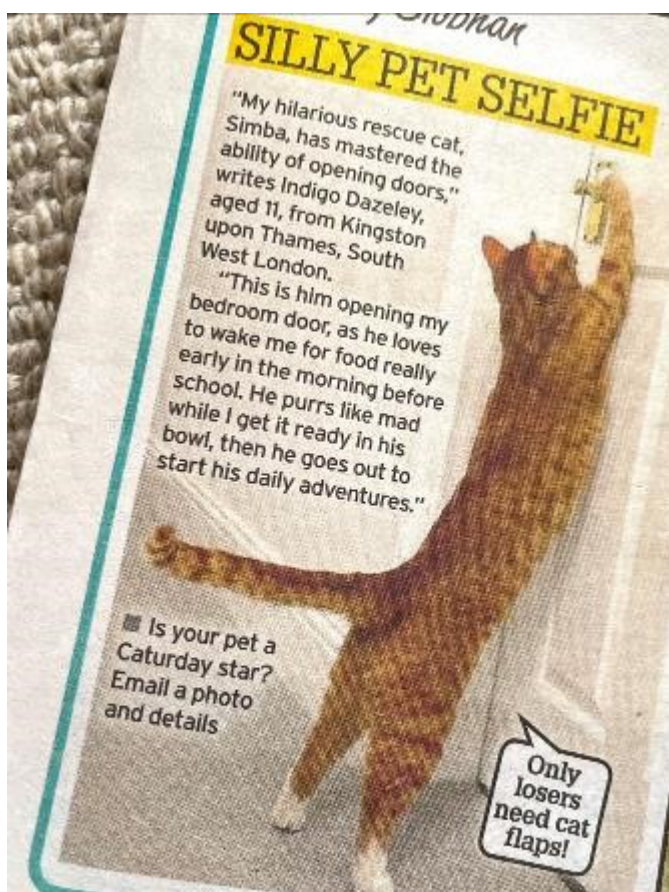 Siobhan
SILLY PET SELFIE
"My hilarious rescue cat,
Simba, has mastered the
ability of opening doors,"
writes Indigo Dazeley,
aged 11, from Kingston
upon Thames, South
West London.
"This is him opening my
bedroom door, as he loves
to wake me for food really
early in the morning before
school. He purrs like mad
while I get it ready in his
bowl, then he goes out to
start his daily adventures."
Is your pet a
Caturday star?
Email a photo
and details
Only
losers
need cat
flaps!